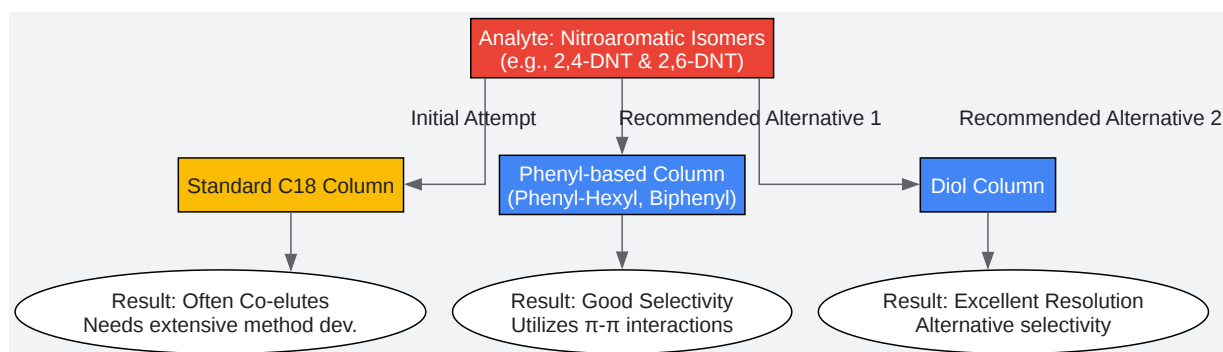 Analyte: Nitroaromatic Isomers
(e.g., 2,4-DNT & 2,6-DNT)
Initial Attempt
Recommended Alternative 1
Recommended Alternative 2
Standard C18 Column
Phenyl-based Column
(Phenyl-Hexyl, Biphenyl)
Diol Column
Result: Often Co-elutes
Needs extensive method dev.
Result: Good Selectivity
Utilizes π-π interactions
Result: Excellent Resolution
Alternative selectivity